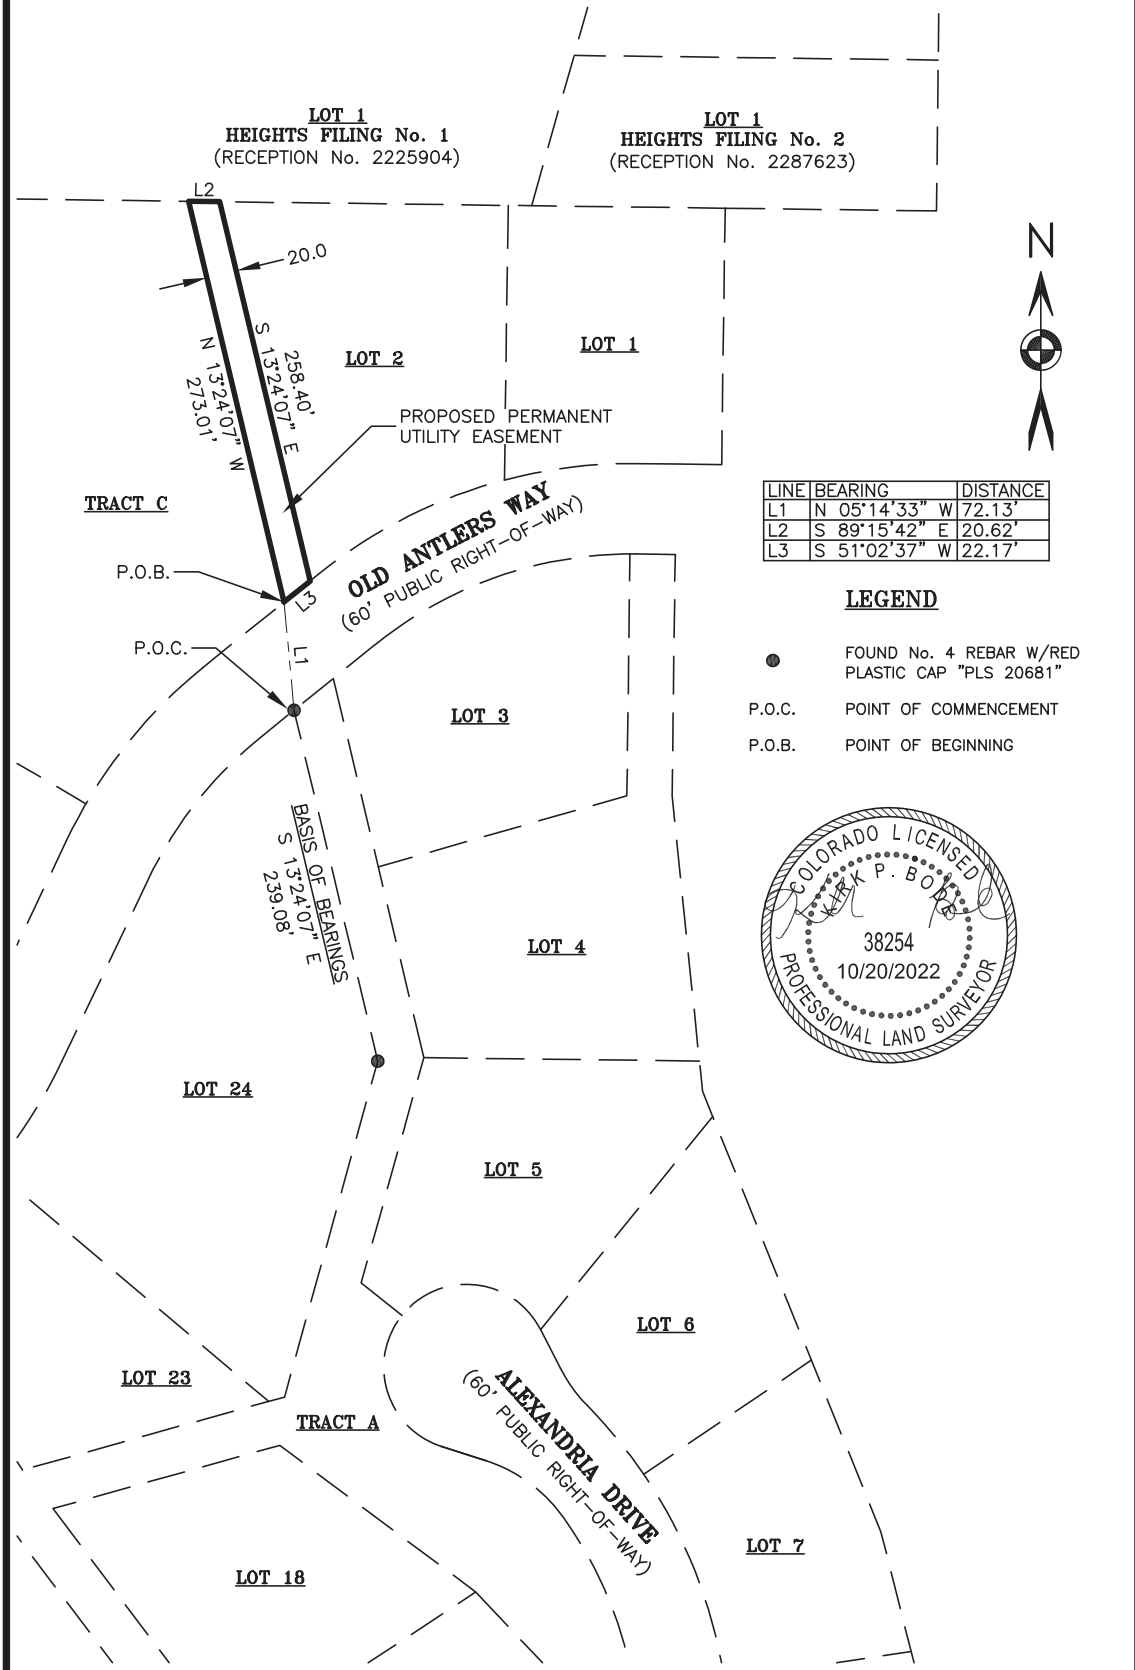 LOT 1
HEIGHTS FILING No. 1
(RECEPTION No. 2225904)
LOT 1
HEIGHTS FILING No. 2
(RECEPTION No. 2287623)
L2
20.0
N
S 13°24'07" E
258.40'
N 13°24'07" W
273.01'
LOT 2
LOT 1
PROPOSED PERMANENT
UTILITY EASEMENT
TRACT C
OLD ANTLERS WAY
(60' PUBLIC RIGHT-OF-WAY)
P.O.B.
L3
P.O.C.
L1
LINE BEARING DISTANCE
L1 N 05°14'33" W 72.13'
L2 S 89°15'42" E 20.62'
L3 S 51°02'37" W 22.17'
LEGEND
FOUND No. 4 REBAR W/RED
PLASTIC CAP "PLS 20681"
P.O.C. POINT OF COMMENCEMENT
P.O.B. POINT OF BEGINNING
LOT 3
BASIS OF BEARINGS
S 13°24'07" E
239.08'
COLORADO LICENSED
KIRK P. BODE
38254
10/20/2022
PROFESSIONAL LAND SURVEYOR
LOT 4
LOT 24
LOT 5
LOT 6
LOT 23
TRACT A
ALEXANDRIA DRIVE
(60' PUBLIC RIGHT-OF-WAY)
LOT 7
LOT 18